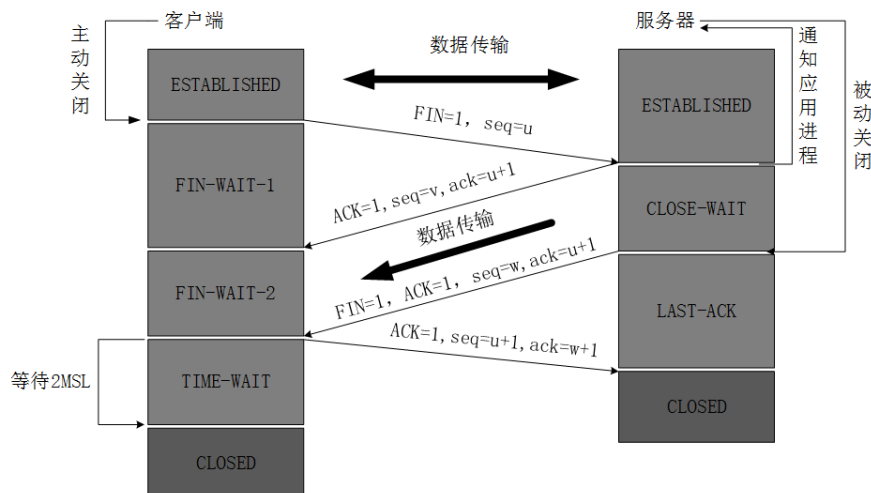 客户端
服务器
主动关闭
数据传输
通知应用进程
被动关闭
ESTABLISHED
ESTABLISHED
FIN=1, seq=u
FIN-WAIT-1
ACK=1,seq=v,ack=u+1
CLOSE-WAIT
数据传输
FIN-WAIT-2
FIN=1, ACK=1, seq=w,ack=u+1
LAST-ACK
ACK=1,seq=u+1,ack=w+1
等待2MSL
TIME-WAIT
CLOSED
CLOSED